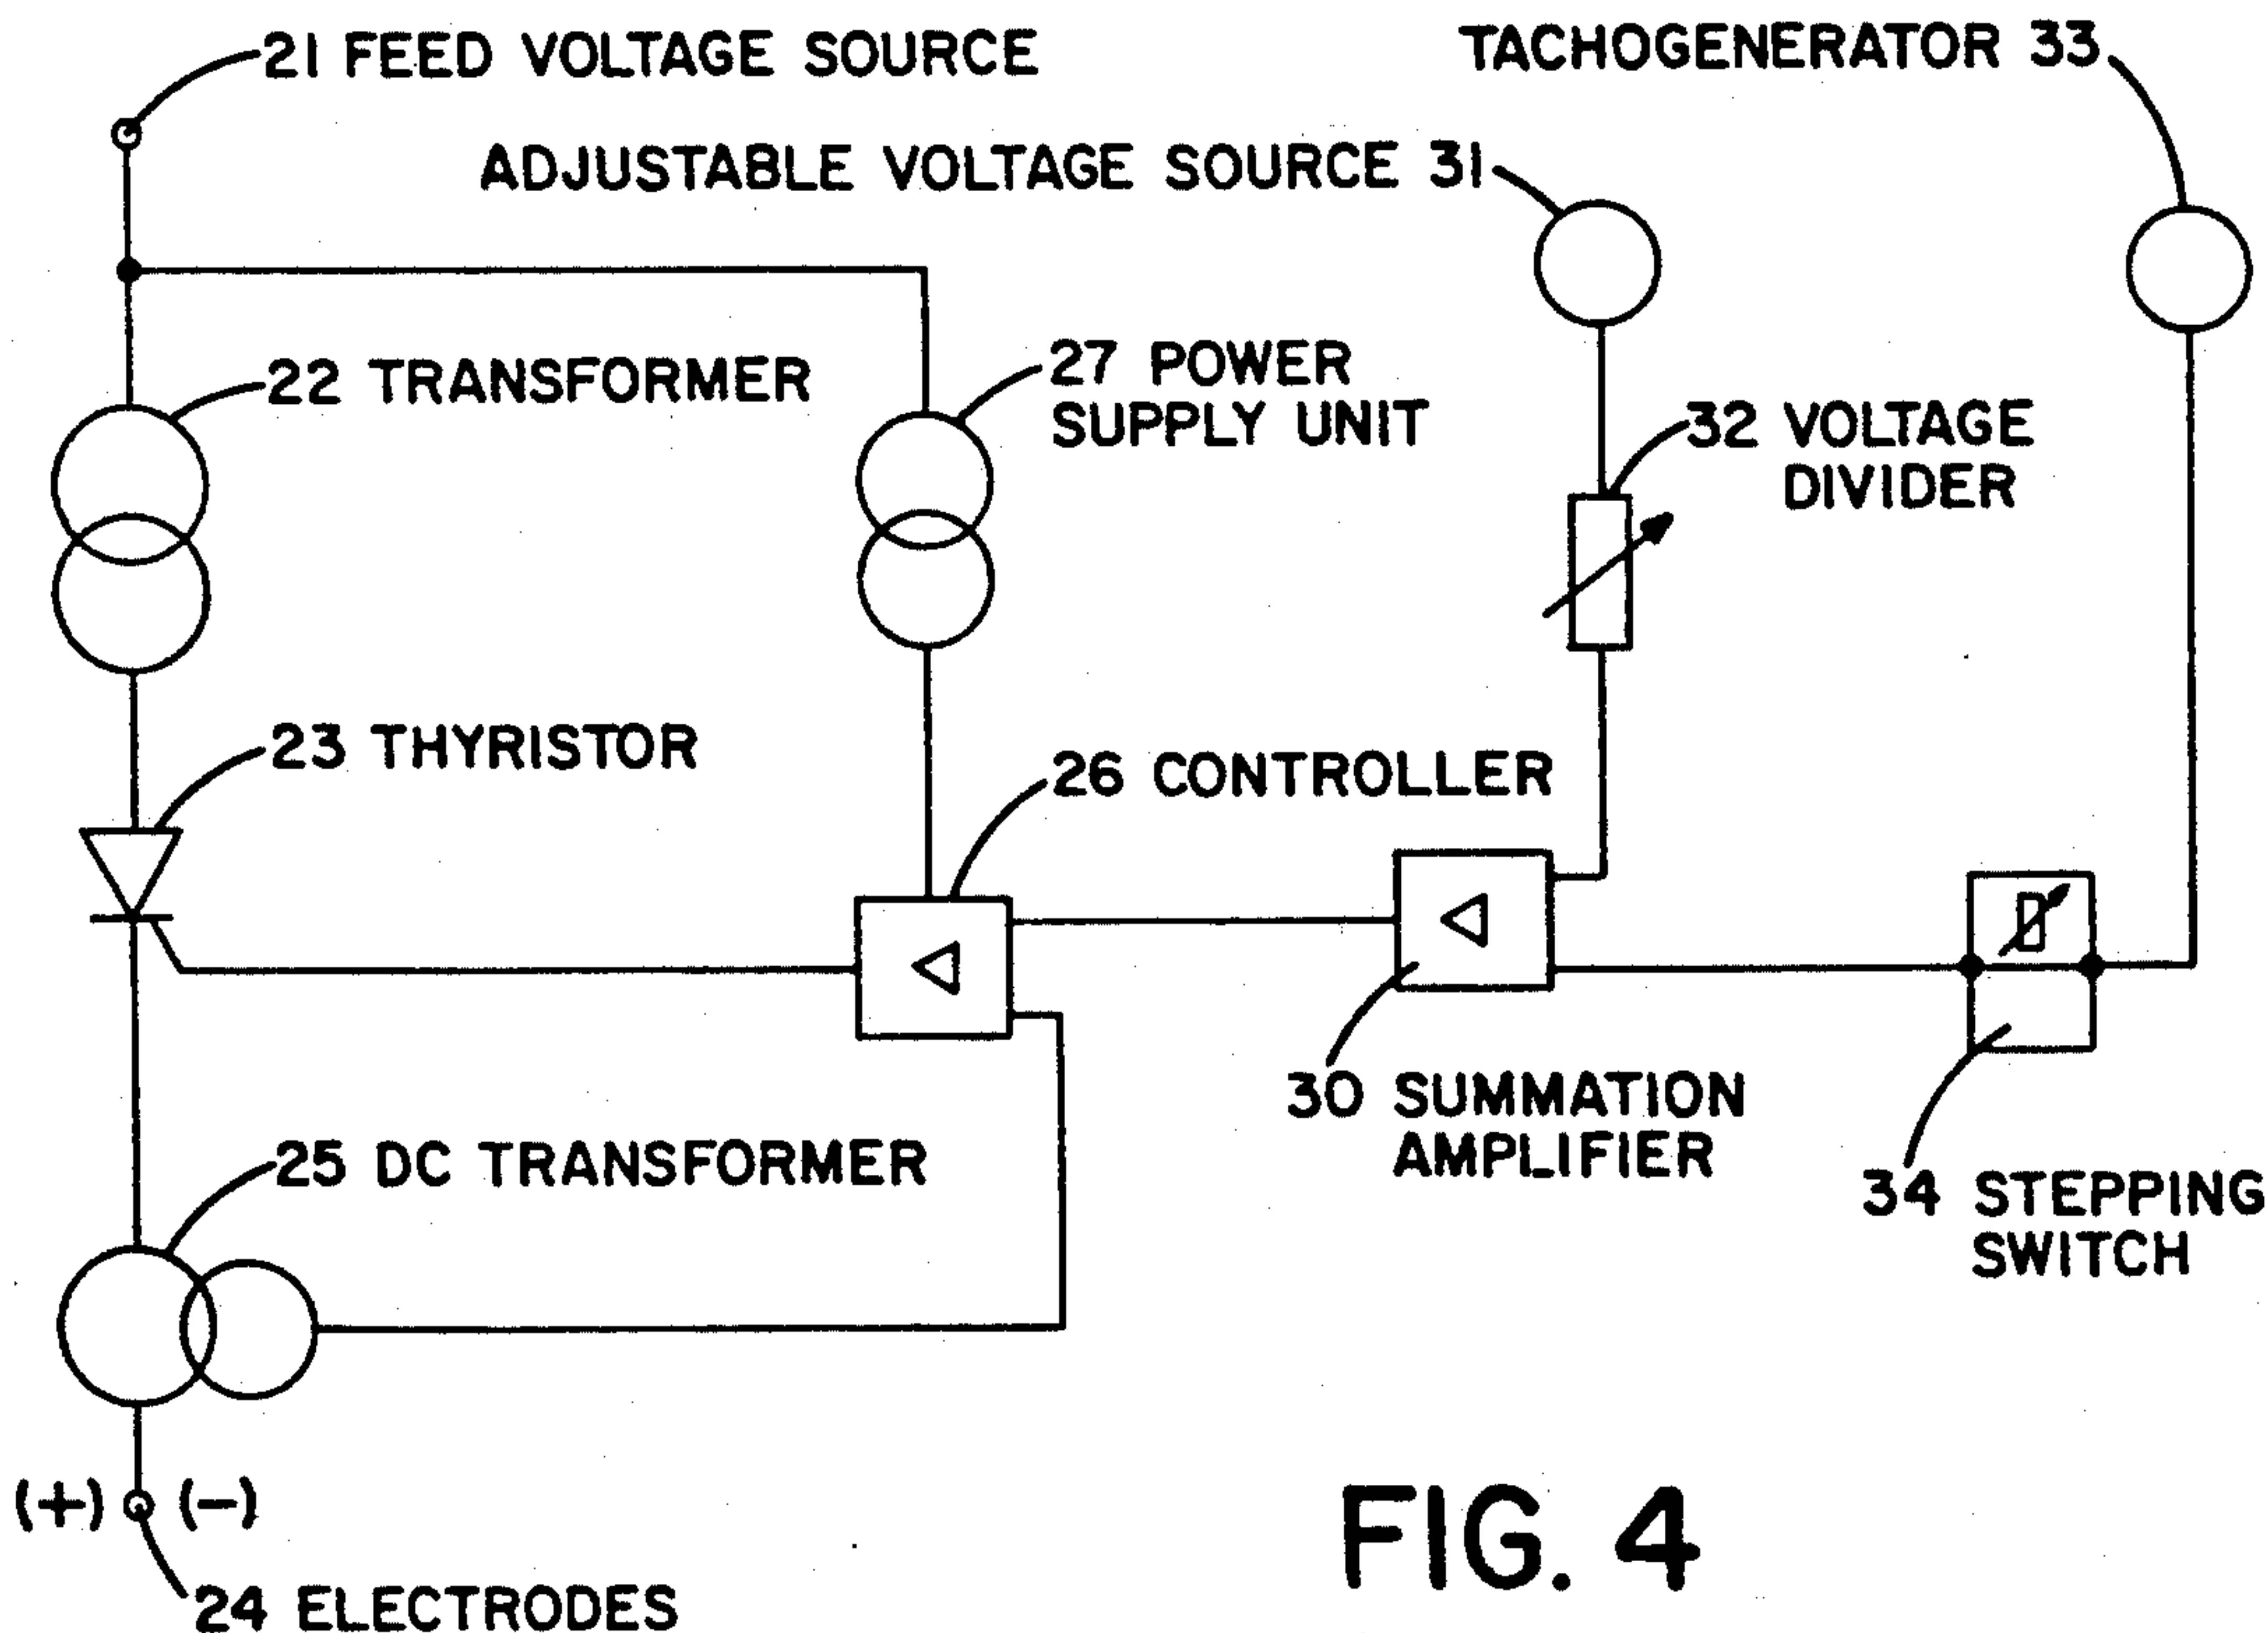 21 FEED VOLTAGE SOURCE
TACHOGENERATOR 33
ADJUSTABLE VOLTAGE SOURCE 31
22 TRANSFORMER
27 POWER
SUPPLY UNIT
32 VOLTAGE
DIVIDER
23 THYRISTOR
26 CONTROLLER
30 SUMMATION
AMPLIFIER
25 DC TRANSFORMER
34 STEPPING
SWITCH
(+) (-)
24 ELECTRODES
FIG. 4